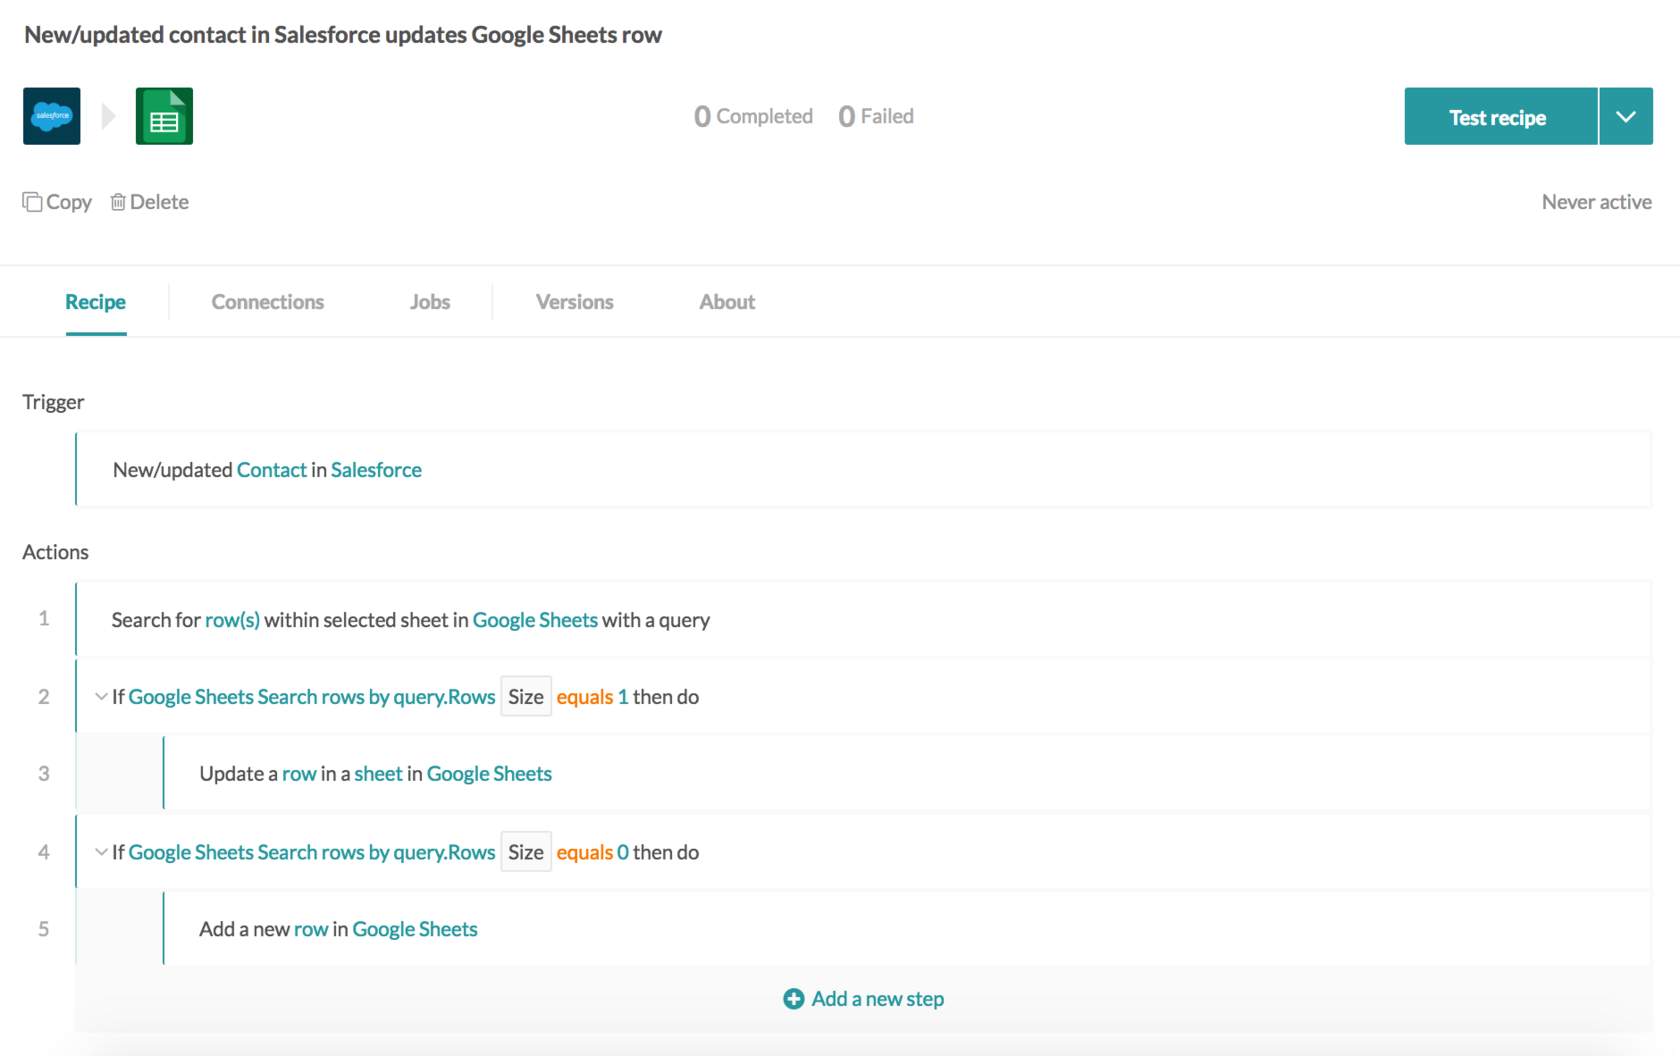 New/updated contact in Salesforce updates Google Sheets row
salesforce
0 Completed 0 Failed
Test recipe
Copy Delete
Never active
Recipe Connections Jobs Versions About
Trigger
New/updated Contact in Salesforce
Actions
1 Search for row(s) within selected sheet in Google Sheets with a query
2 If Google Sheets Search rows by query.Rows Size equals 1 then do
3 Update a row in a sheet in Google Sheets
4 If Google Sheets Search rows by query.Rows Size equals 0 then do
5 Add a new row in Google Sheets
Add a new step